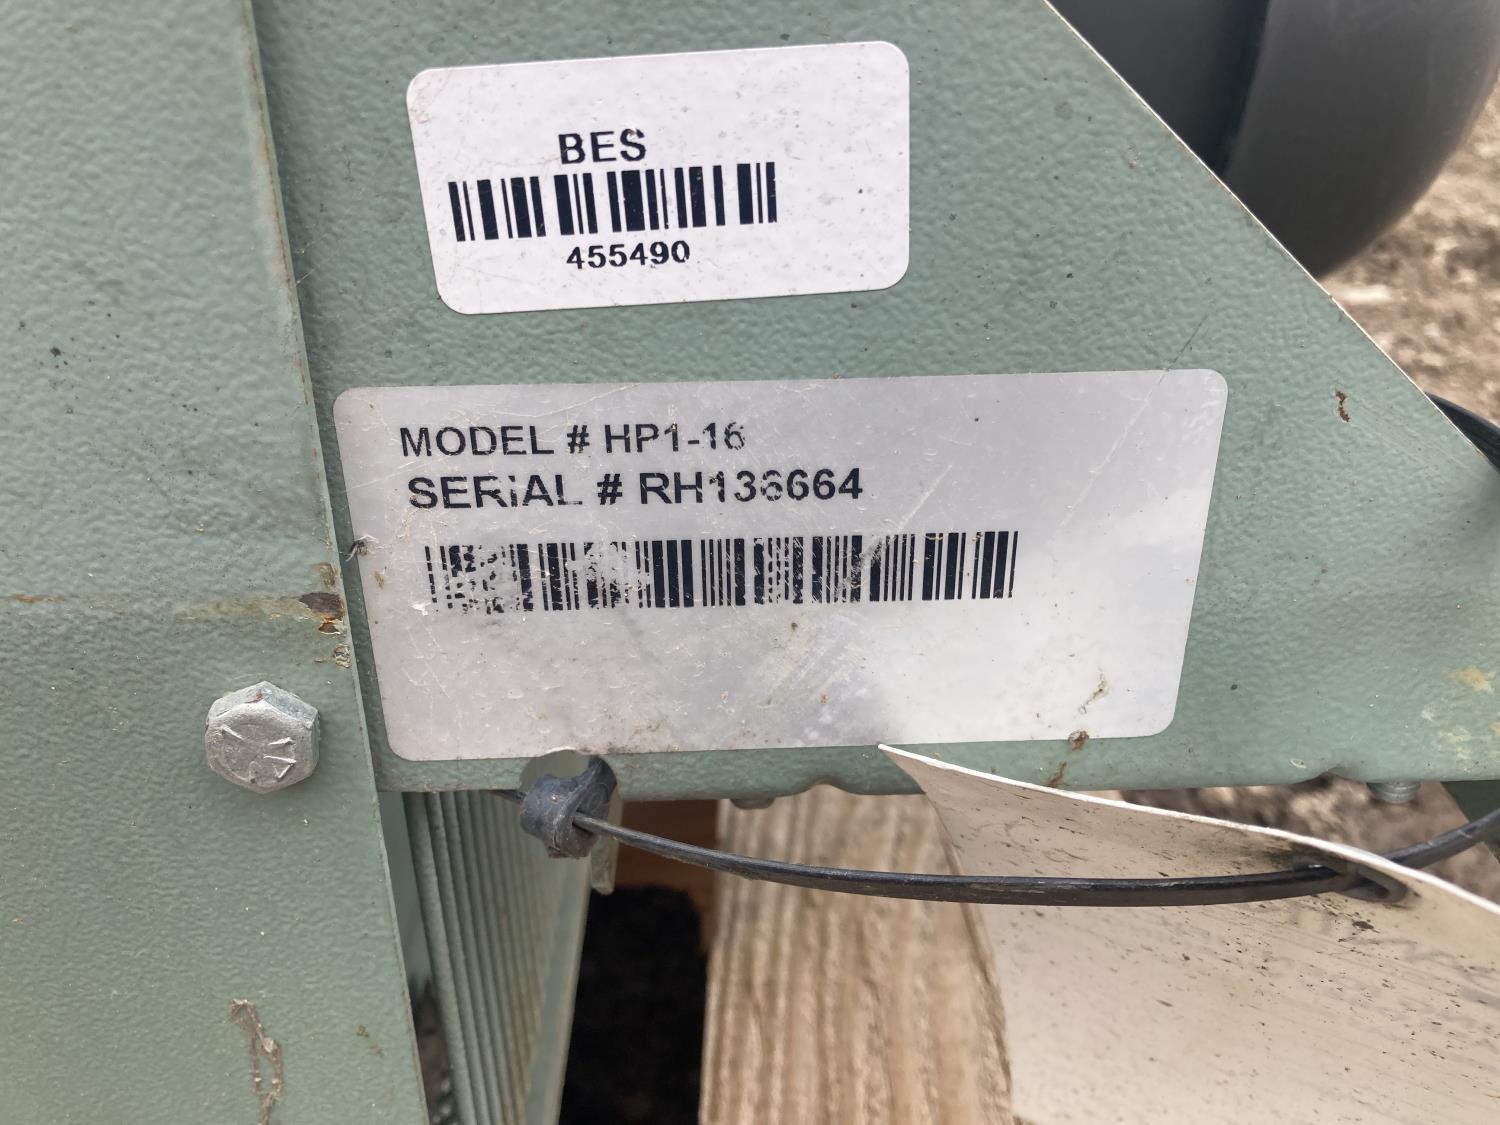 BES
455490
MODEL # HP1-16
SERIAL # RH136664